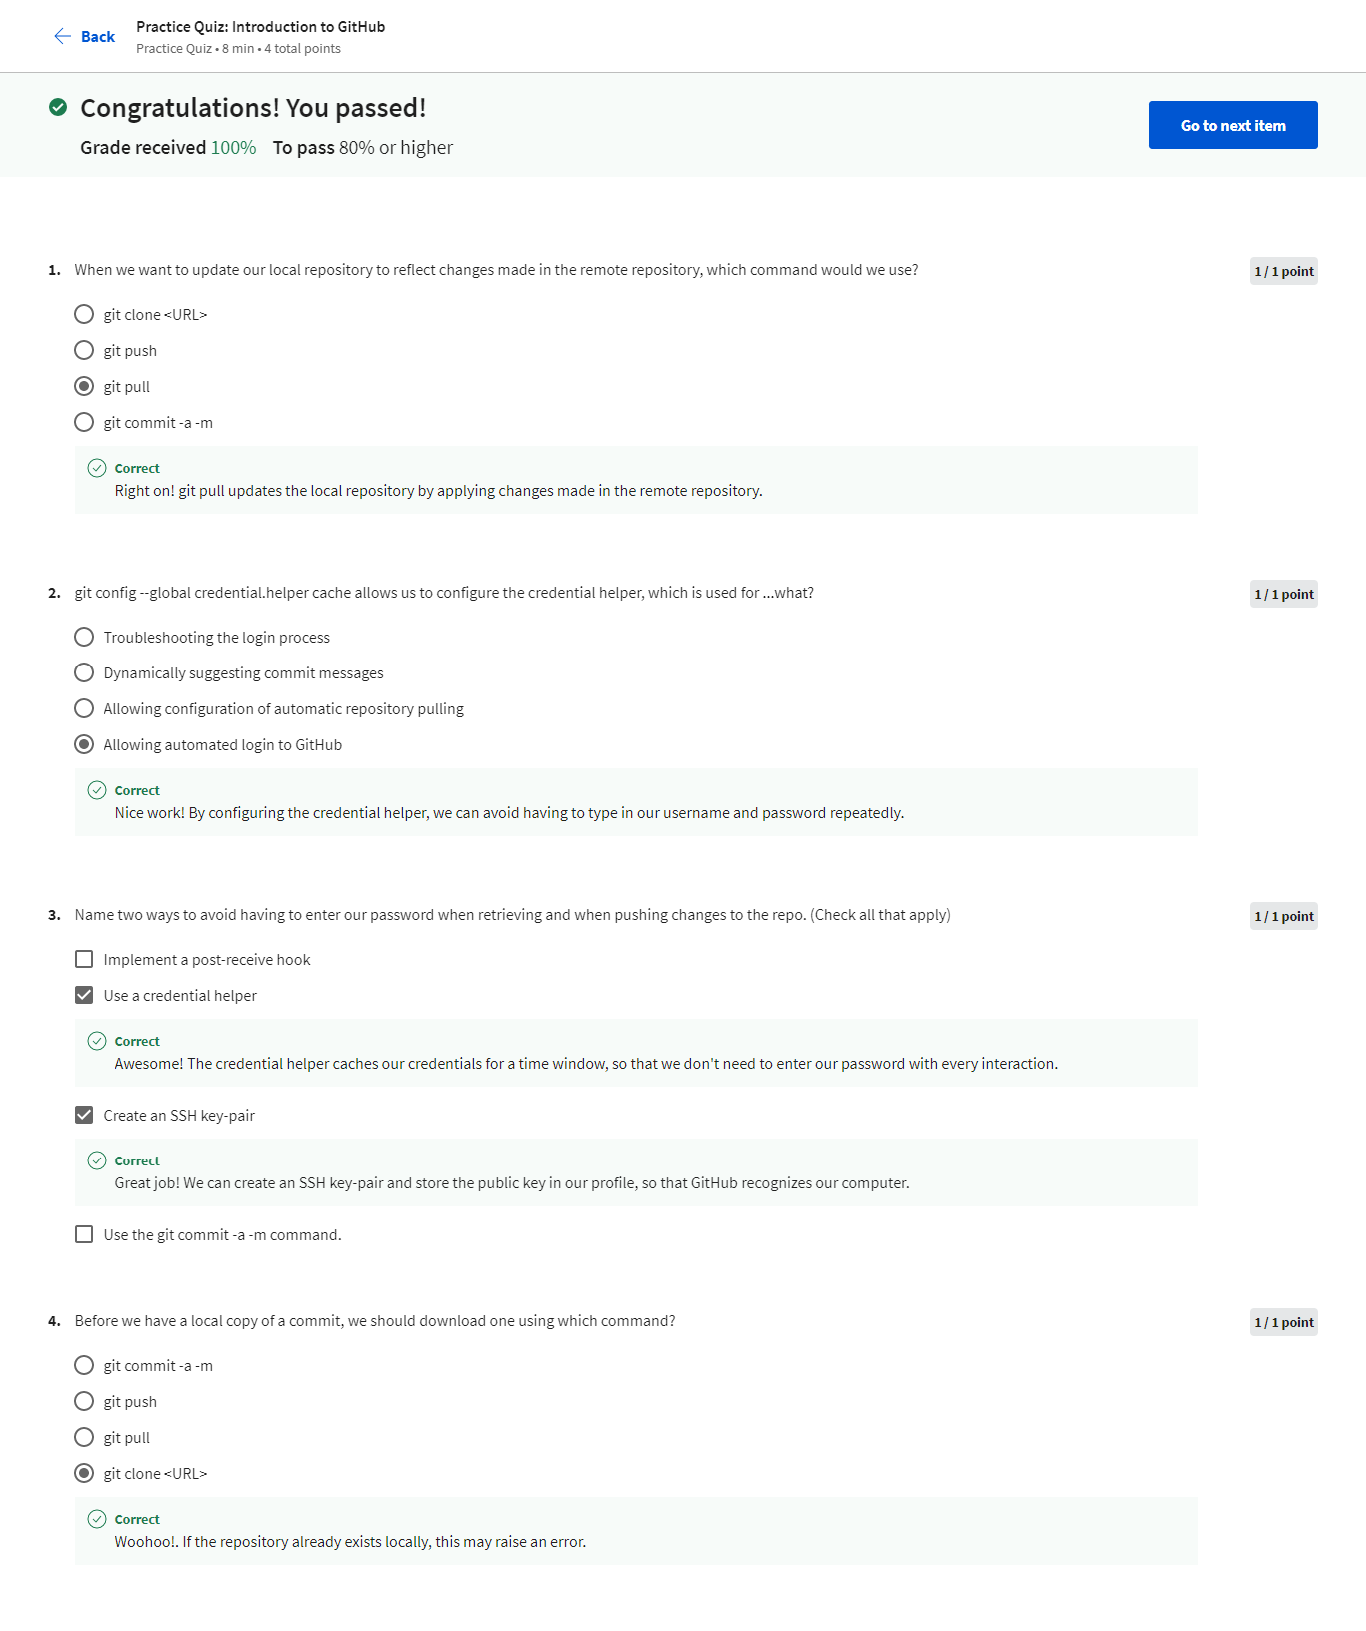 Back
Practice Quiz: Introduction to GitHub
Practice Quiz • 8 min • 4 total points
Congratulations! You passed!
Grade received 100% To pass 80% or higher
Go to next item
1. When we want to update our local repository to reflect changes made in the remote repository, which command would we use?
1 / 1 point
git clone <URL>
git push
git pull
git commit -a -m
Correct
Right on! git pull updates the local repository by applying changes made in the remote repository.
2. git config --global credential.helper cache allows us to configure the credential helper, which is used for ...what?
1 / 1 point
Troubleshooting the login process
Dynamically suggesting commit messages
Allowing configuration of automatic repository pulling
Allowing automated login to GitHub
Correct
Nice work! By configuring the credential helper, we can avoid having to type in our username and password repeatedly.
3. Name two ways to avoid having to enter our password when retrieving and when pushing changes to the repo. (Check all that apply)
1 / 1 point
Implement a post-receive hook
Use a credential helper
Correct
Awesome! The credential helper caches our credentials for a time window, so that we don't need to enter our password with every interaction.
Create an SSH key-pair
Correct
Great job! We can create an SSH key-pair and store the public key in our profile, so that GitHub recognizes our computer.
Use the git commit -a -m command.
4. Before we have a local copy of a commit, we should download one using which command?
1 / 1 point
git commit -a -m
git push
git pull
git clone <URL>
Correct
Woohoo!. If the repository already exists locally, this may raise an error.